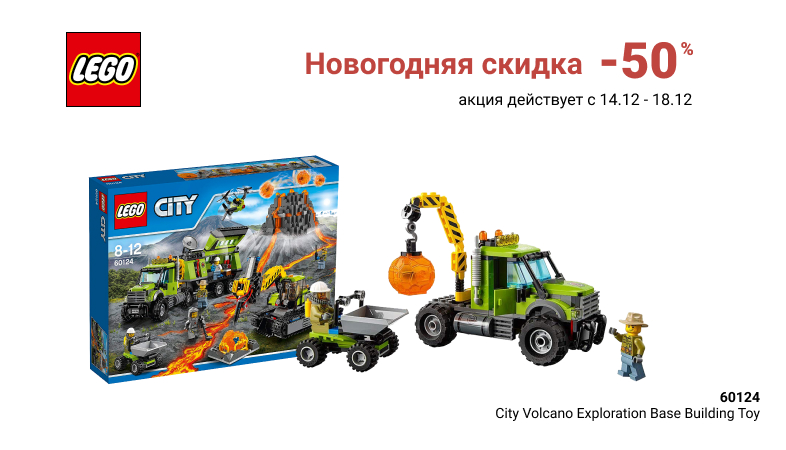 LEGO
Новогодняя скидка -50%
акция действует с 14.12 - 18.12
LEGO CITY
8-12
60124
60124
City Volcano Exploration Base Building Toy